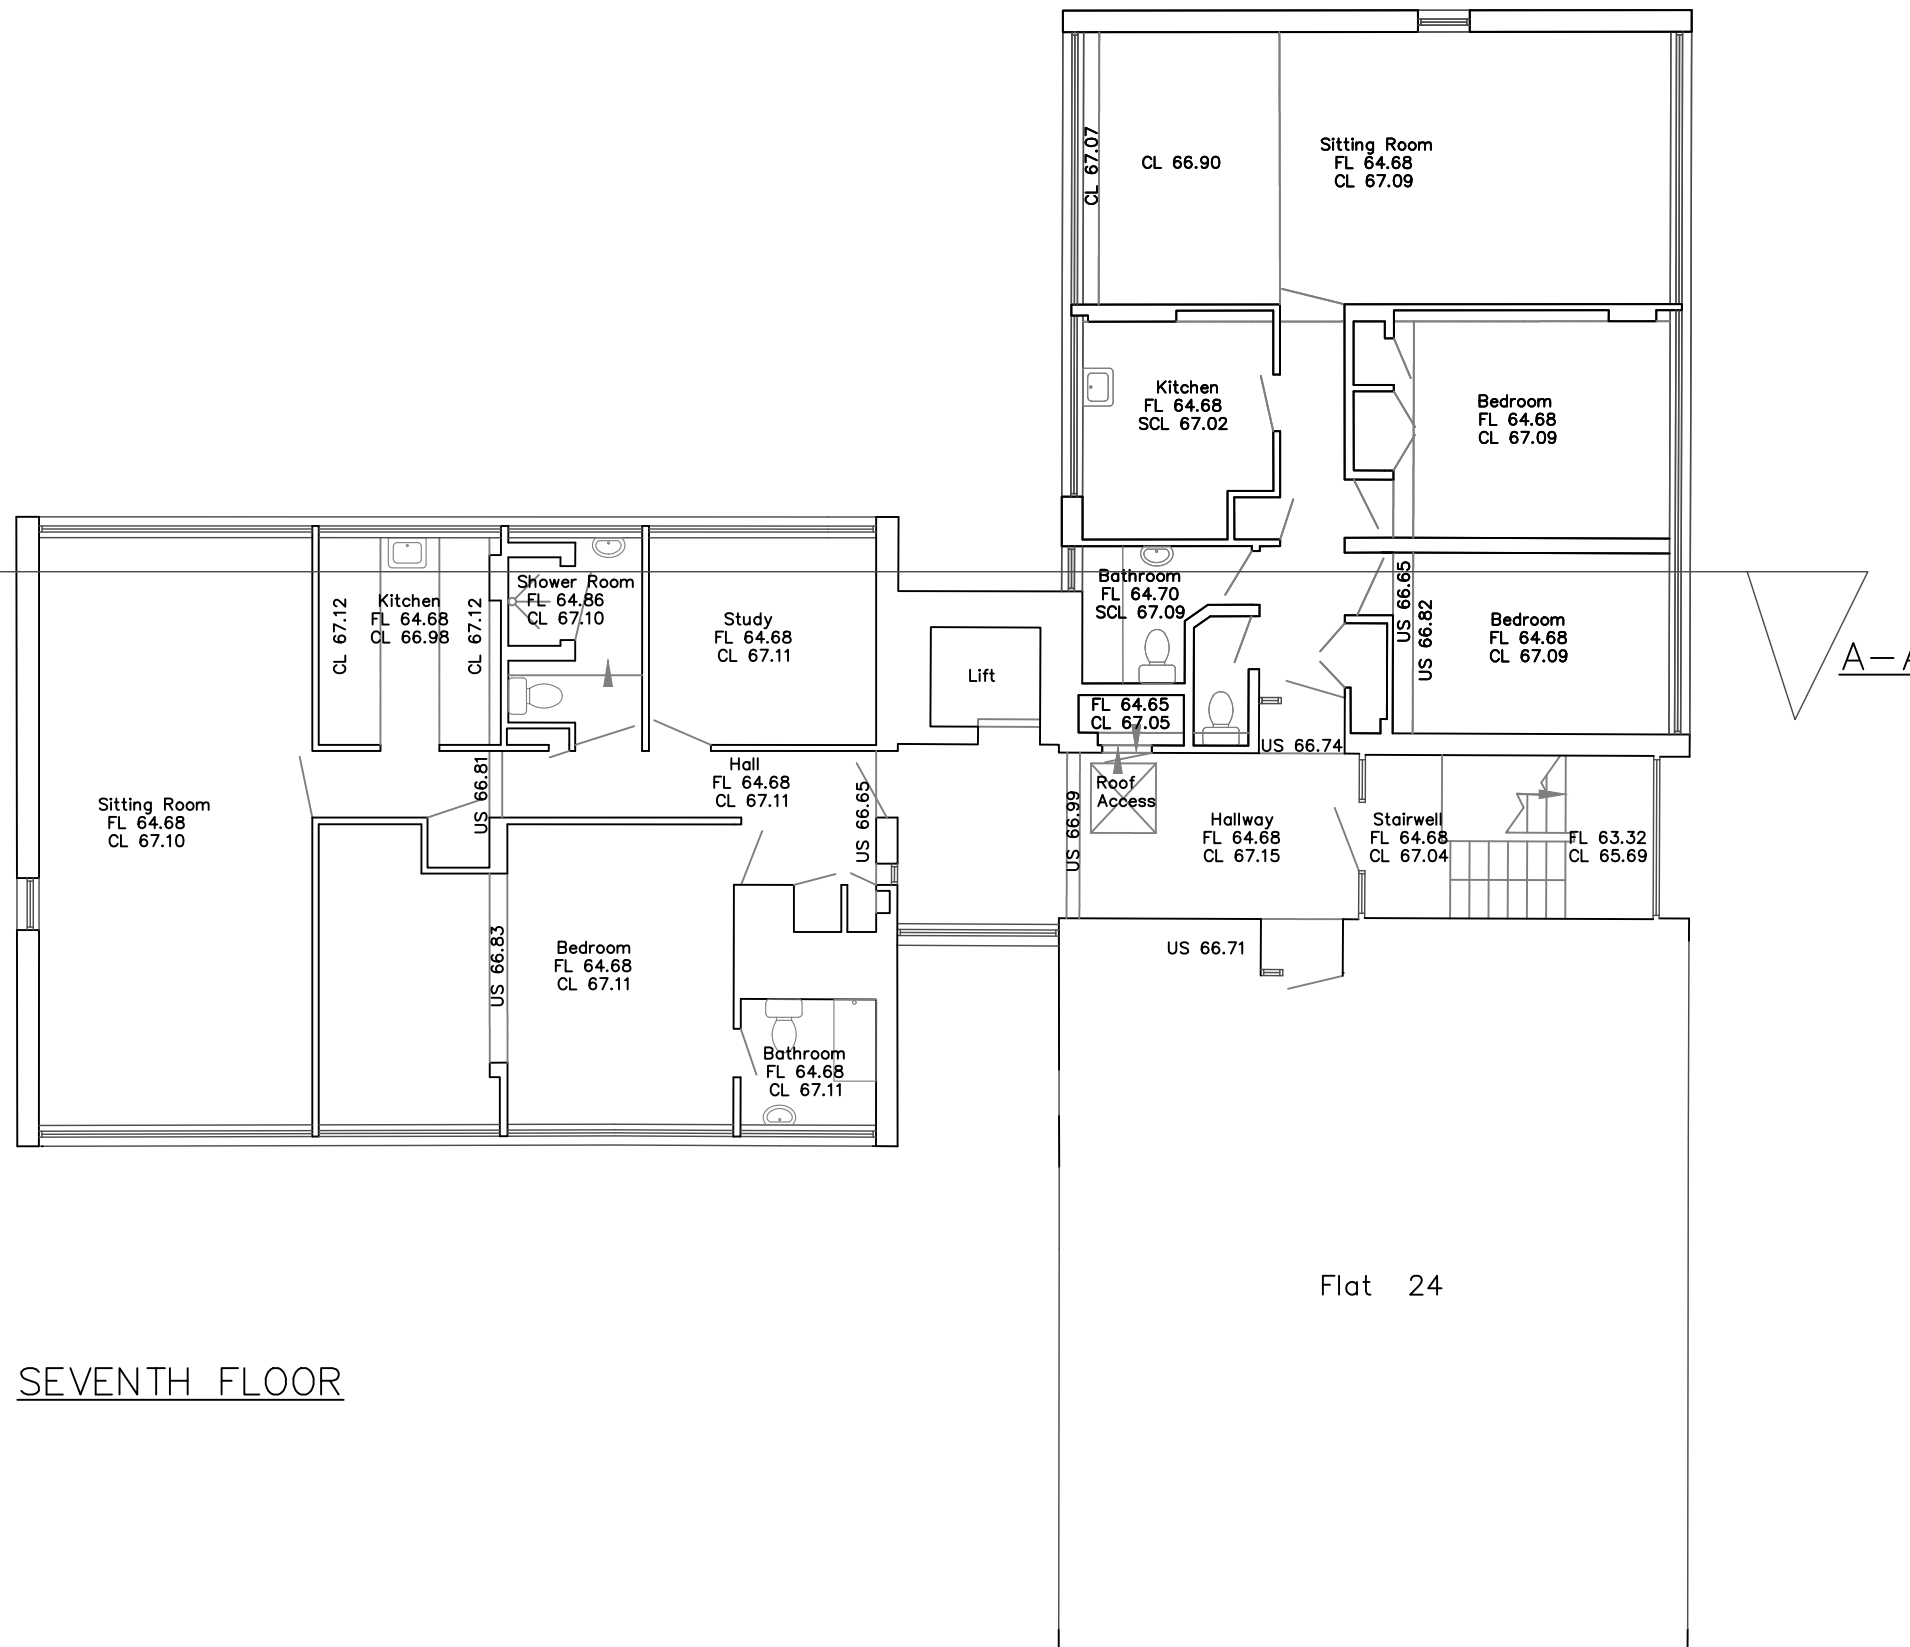 CL 67.07
CL 66.90
Sitting Room
FL 64.68
CL 67.09
Kitchen
FL 64.68
SCL 67.02
Bedroom
FL 64.68
CL 67.09
Bathroom
FL 64.70
SCL 67.09
US 66.65
US 66.82
Bedroom
FL 64.68
CL 67.09
A-A
CL 67.12
Kitchen
FL 64.68
CL 66.98
CL 67.12
Shower Room
FL 64.86
CL 67.10
Study
FL 64.68
CL 67.11
Lift
FL 64.65
CL 67.05
US 66.74
Sitting Room
FL 64.68
CL 67.10
US 66.81
Hall
FL 64.68
CL 67.11
US 66.65
US 66.99
Roof
Access
Hallway
FL 64.68
CL 67.15
Stairwell
FL 64.68
CL 67.04
FL 63.32
CL 65.69
US 66.83
Bedroom
FL 64.68
CL 67.11
US 66.71
Bathroom
FL 64.68
CL 67.11
Flat 24
SEVENTH FLOOR